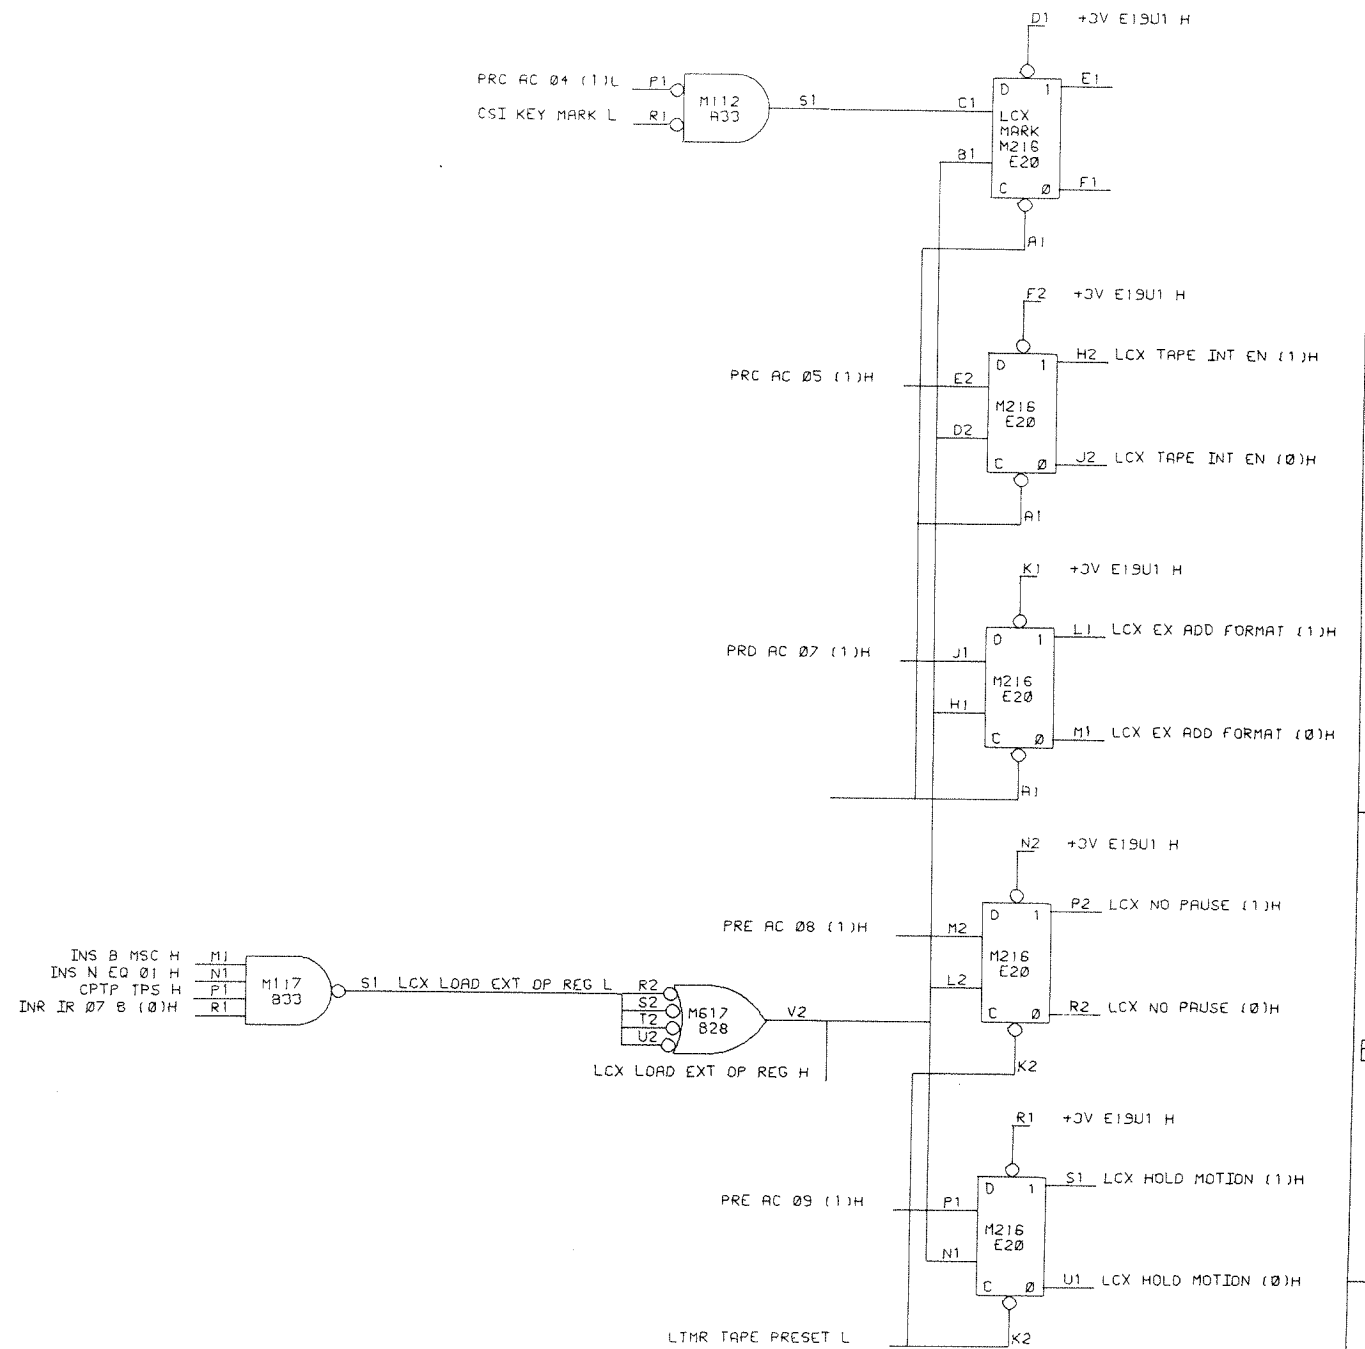 D1 +3V E19U1 H
PRC AC Ø4 (1)L P1
CSI KEY MARK L R1
M112
A33
S1
C1
B1
D 1
LCX
MARK
M216
E20
C Ø
E1
F1
A1
F2 +3V E19U1 H
PRC AC Ø5 (1)H E2
D2
D 1
M216
E2Ø
C Ø
H2 LCX TAPE INT EN (1)H
J2 LCX TAPE INT EN (Ø)H
A1
K1 +3V E19U1 H
PRD AC Ø7 (1)H J1
H1
D 1
M216
E2Ø
C Ø
L1 LCX EX ADD FORMAT (1)H
M1 LCX EX ADD FORMAT (Ø)H
A1
N2 +3V E19U1 H
PRE AC Ø8 (1)H M2
L2
D 1
M216
E2Ø
C Ø
P2 LCX NO PAUSE (1)H
R2 LCX NO PAUSE (Ø)H
K2
INS B MSC H M1
INS N EQ Ø1 H N1
CPTP TPS H P1
INR IR Ø7 B (Ø)H R1
M117
B33
S1 LCX LOAD EXT OP REG L R2
S2
T2
U2
M617
B28
V2
LCX LOAD EXT OP REG H
R1 +3V E19U1 H
PRE AC Ø9 (1)H P1
N1
D 1
M216
E2Ø
C Ø
S1 LCX HOLD MOTION (1)H
U1 LCX HOLD MOTION (Ø)H
LTMR TAPE PRESET L K2